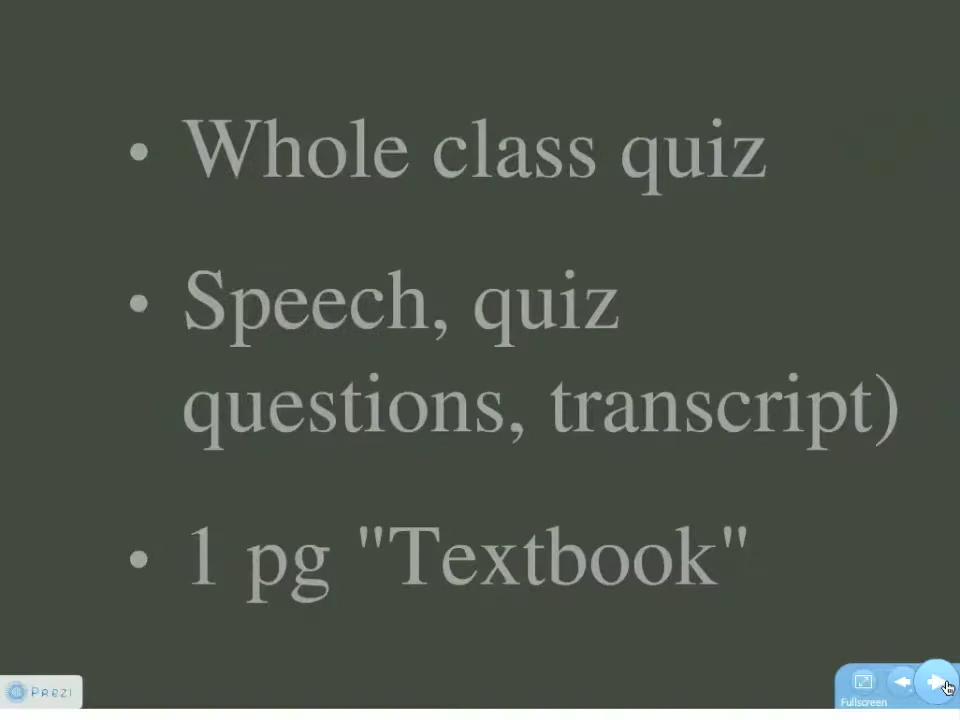 • Whole class quiz
• Speech, quiz
questions, transcript)
• 1 pg "Textbook"
Prezi
Fullscreen